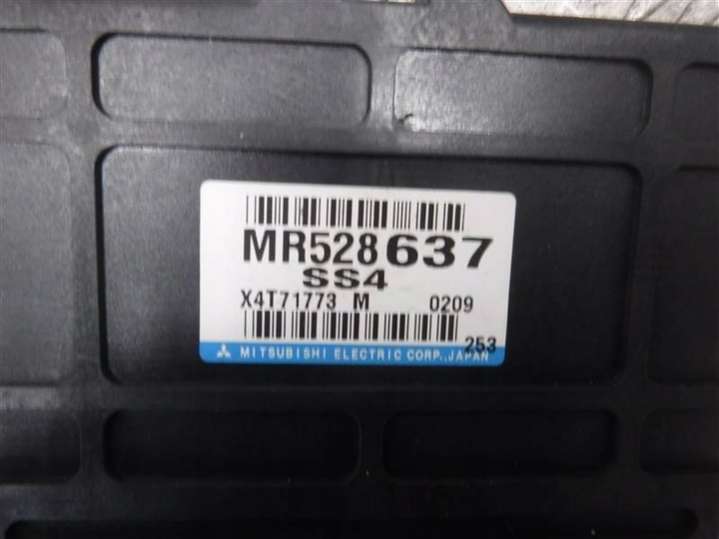 MR528637
SS4
X4T71773 M 0209
253
MITSUBISHI ELECTRIC CORP.,JAPAN